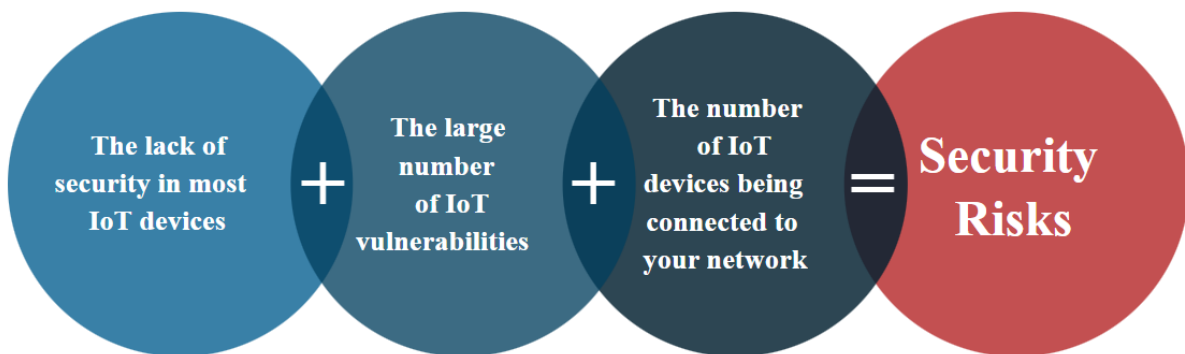 The lack of
security in most
IoT devices
+
The large
number
of IoT
vulnerabilities
+
The number
of IoT
devices being
connected to
your network
=
Security
Risks